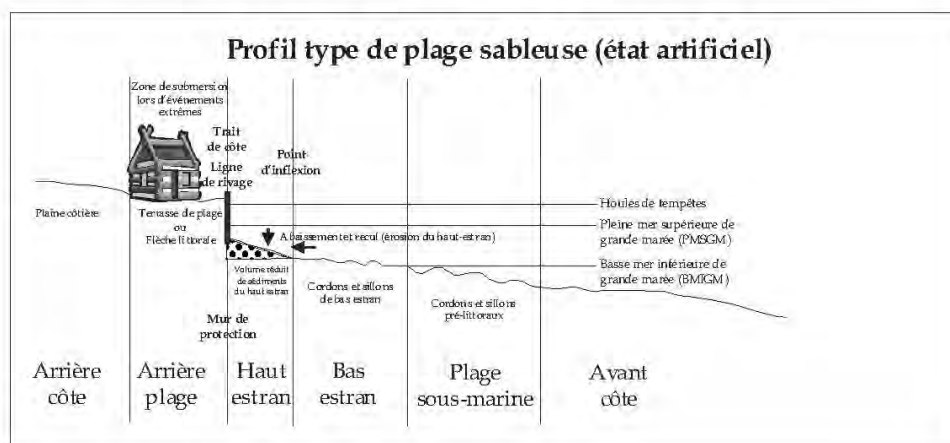 Profil type de plage sableuse (état artificiel)
Zone de submersion
lors d'événements
extrêmes
Trait
de côte
Ligne
de rivage
Point
d'inflexion
Plaine côtière
Terrasse de plage
ou
Flèche littorale
Houles de tempêtes
Pleine mer supérieure de
grande marée (PMSGM)
Abaissement et recul (érosion du haut-estran)
Basse mer inférieure de
grande marée (BMIGM)
Volume réduit
de sédiments
du haut estran
Cordons et sillons
de bas estran
Cordons et sillons
pré-littoraux
Mur de
protection
Arrière
côte
Arrière
plage
Haut
estran
Bas
estran
Plage
sous-marine
Avant
côte